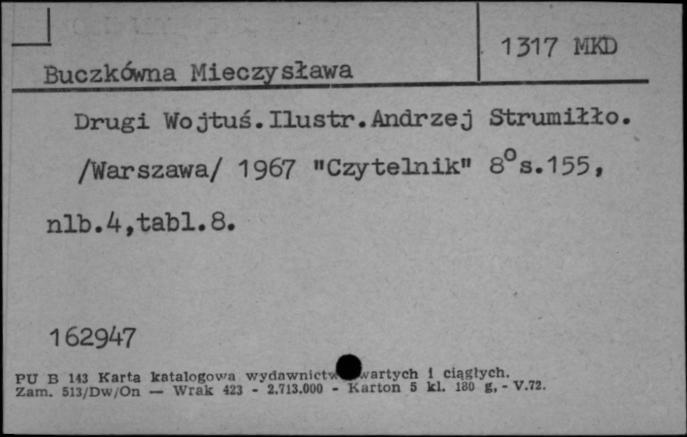 1317 MKD
Buczkówna Mieczysława
Drugi Wojtuś.Ilustr.Andrzej Strumiłło.
/Warszawa/ 1967 "Czytelnik" 8⁰s.155,
nlb.4,tabl.8.
162947
PU B 143 Karta katalogowa wydawnictw wartych i ciągłych.
Zam. 513/Dw/On — Wrak 423 - 2.713.000 - Karton 5 kl. 180 g, - V.72.